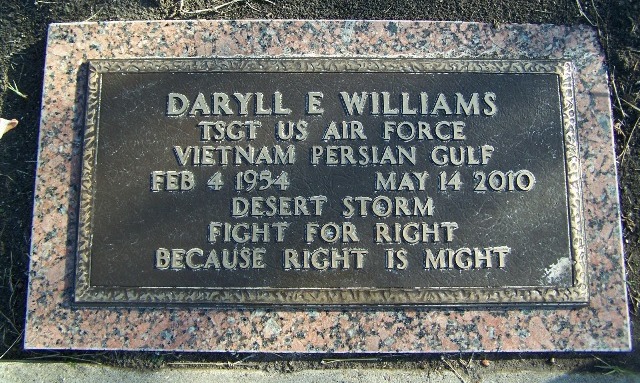 DARYLL E WILLIAMS
TSGT US AIR FORCE
VIETNAM PERSIAN GULF
FEB 4 1954 MAY 14 2010
DESERT STORM
FIGHT FOR RIGHT
BECAUSE RIGHT IS MIGHT